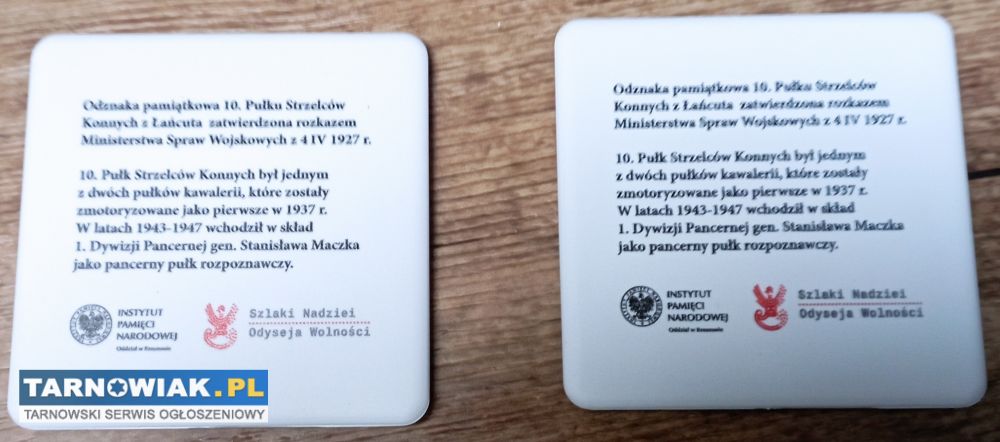 Odznaka pamiątkowa 10. Pułku Strzelców
Konnych z Łańcuta zatwierdzona rozkazem
Ministerstwa Spraw Wojskowych z 4 IV 1927 r.
10. Pułk Strzelców Konnych był jednym
z dwóch pułków kawalerii, które zostały
zmotoryzowane jako pierwsze w 1937 r.
W latach 1943-1947 wchodził w skład
1. Dywizji Pancernej gen. Stanisława Maczka
jako pancerny pułk rozpoznawczy.
INSTYTUT
PAMIĘCI
NARODOWEJ
Oddział w Rzeszowie
Szlaki Nadziei
Odyseja Wolności
TARNOWIAK.PL
TARNOWSKI SERWIS OGŁOSZENIOWY
Odznaka pamiątkowa 10. Pułku Strzelców
Konnych z Łańcuta zatwierdzona rozkazem
Ministerstwa Spraw Wojskowych z 4 IV 1927 r.
10. Pułk Strzelców Konnych był jednym
z dwóch pułków kawalerii, które zostały
zmotoryzowane jako pierwsze w 1937 r.
W latach 1943-1947 wchodził w skład
1. Dywizji Pancernej gen. Stanisława Maczka
jako pancerny pułk rozpoznawczy.
INSTYTUT
PAMIĘCI
NARODOWEJ
Oddział w Rzeszowie
Szlaki Nadziei
Odyseja Wolności